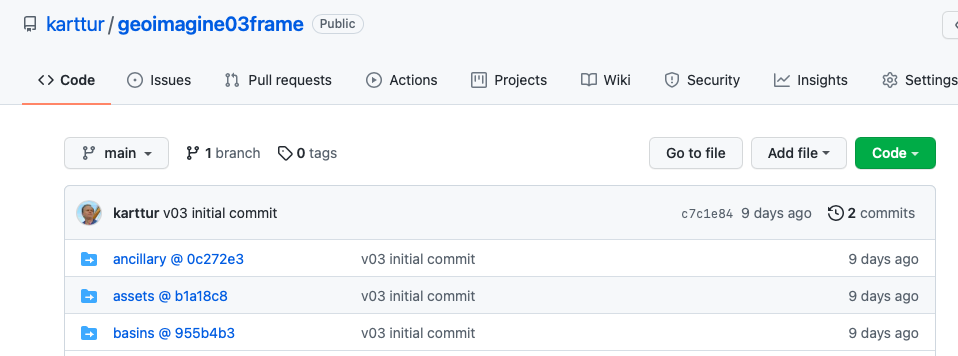 karttur / geoimagine03frame Public
Code Issues Pull requests Actions Projects Wiki Security Insights Settings
main 1 branch 0 tags Go to file Add file Code
karttur v03 initial commit c7c1e84 9 days ago 2 commits
ancillary @ 0c272e3 v03 initial commit 9 days ago
assets @ b1a18c8 v03 initial commit 9 days ago
basins @ 955b4b3 v03 initial commit 9 days ago